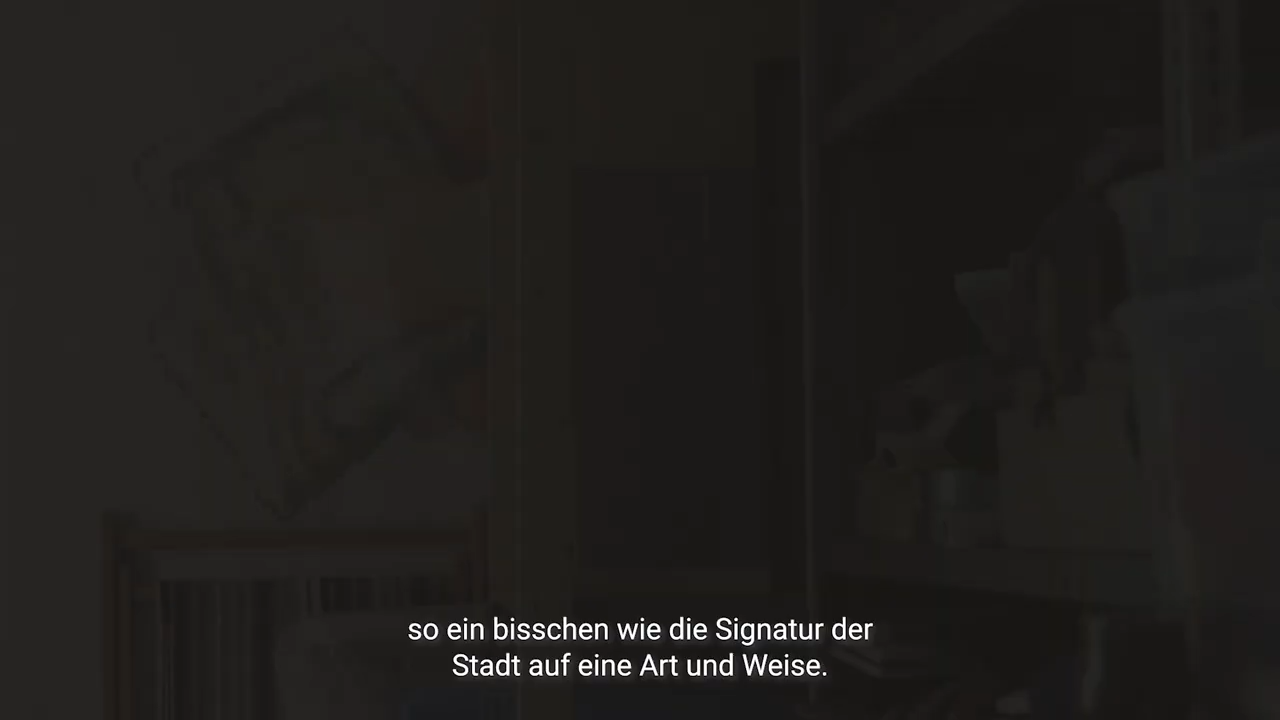 so ein bisschen wie die Signatur der
Stadt auf eine Art und Weise.